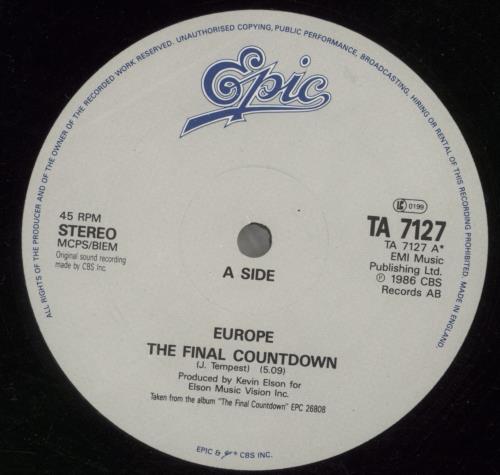 ALL RIGHTS OF THE PRODUCER AND OF THE OWNER OF THE RECORDED WORK RESERVED. UNAUTHORISED COPYING, PUBLIC PERFORMANCE, BROADCASTING, HIRING OR RENTAL OF THIS RECORDING PROHIBITED. MADE IN ENGLAND.
Epic
45 RPM
STEREO
MCPS/BIEM
Original sound recording
made by CBS Inc.
LC 0199
TA 7127
TA 7127 A*
EMI Music
Publishing Ltd.
℗ 1986 CBS
Records AB
A SIDE
EUROPE
THE FINAL COUNTDOWN
(J. Tempest) (5.09)
Produced by Kevin Elson for
Elson Music Vision Inc.
Taken from the album "The Final Countdown" EPC 26808
EPIC & CBS INC.